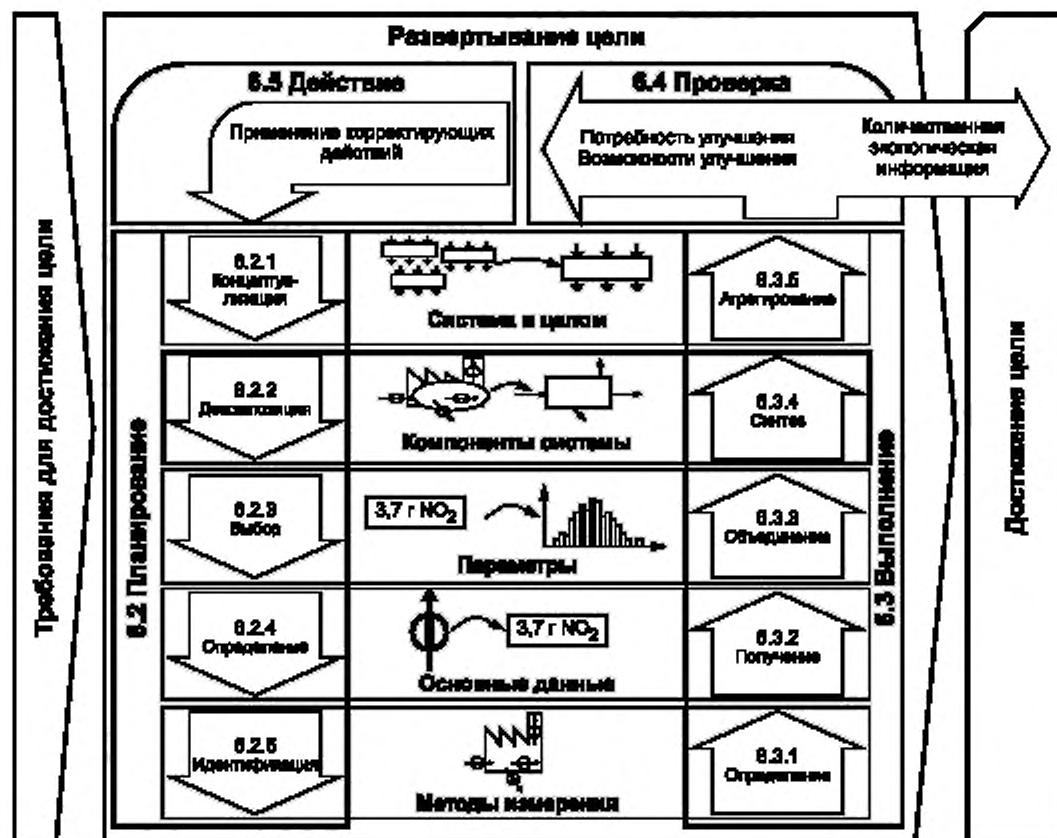 Требования для достижения цели
Развертывание цели
6.5 Действие
Применение корректирующих
действий
6.4 Проверка
Потребность улучшения
Возможности улучшения
Количественная
экологическая
информация
6.2 Планирование
6.2.1
Концептуа-
лизация
Система и целки
6.3.5
Агрегирование
6.2.2
Декомпозиция
Компоненты системы
6.3.4
Синтез
6.2.3
Выбор
3,7 г NO₂
Параметры
6.3.3
Объединение
6.2.4
Определение
3,7 г NO₂
Основные данные
6.3.2
Получение
6.2.5
Идентификация
Методы измерения
6.3.1
Определение
6.3 Выполнение
Достижение цели